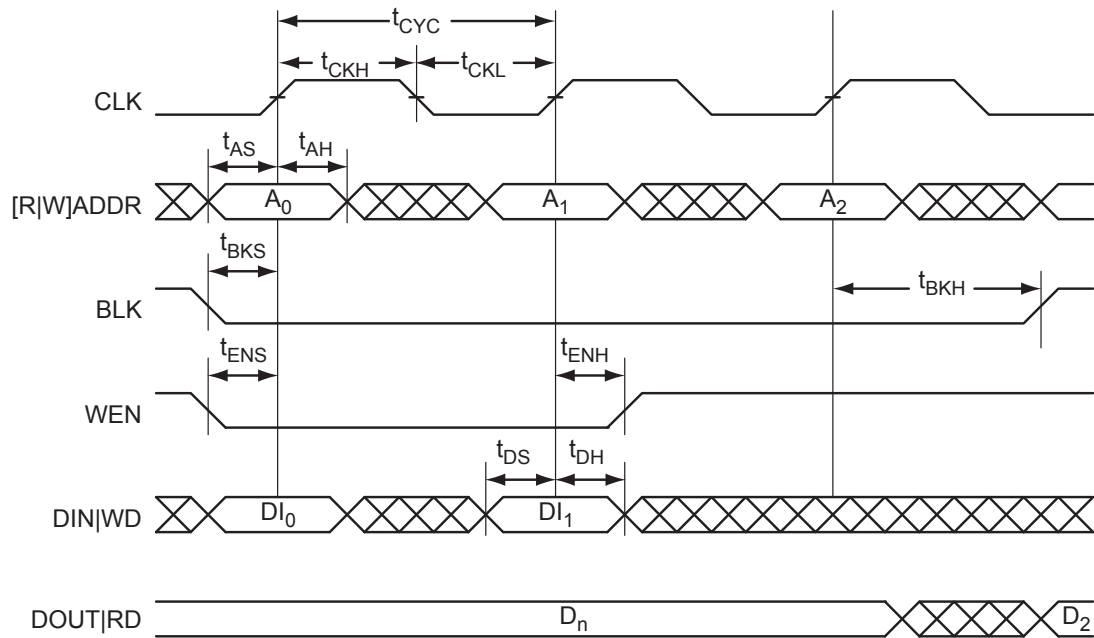 tCYC
tCKH tCKL
CLK
tAS tAH
[R|W]ADDR A0 A1 A2
tBKS tBKH
BLK
tENS tENH
WEN
tDS tDH
DIN|WD DI0 DI1
DOUT|RD Dn D2